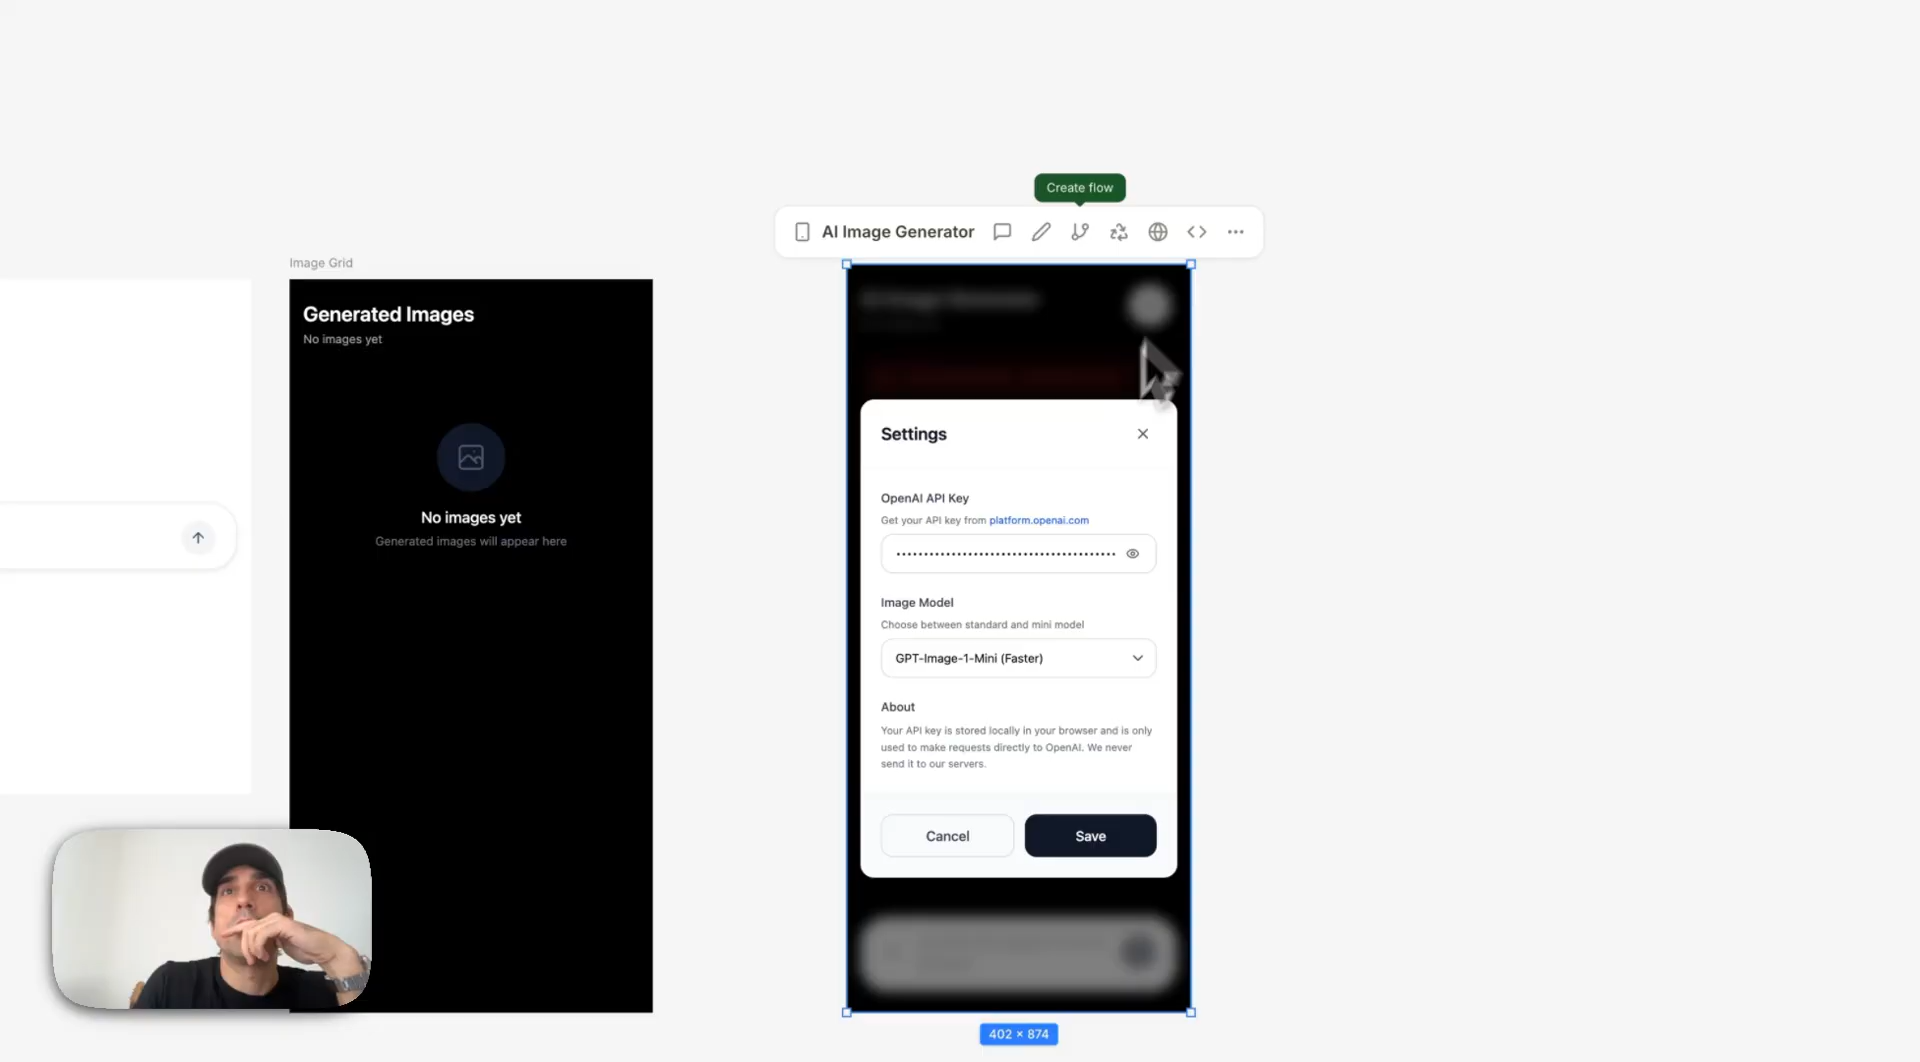 Create flow
AI Image Generator
Image Grid
Generated Images
No images yet
No images yet
Generated images will appear here
Settings
OpenAI API Key
Get your API key from platform.openai.com
Image Model
Choose between standard and mini model
GPT-Image-1-Mini (Faster)
About
Your API key is stored locally in your browser and is only
used to make requests directly to OpenAI. We never
send it to our servers.
Cancel
Save
402 × 874